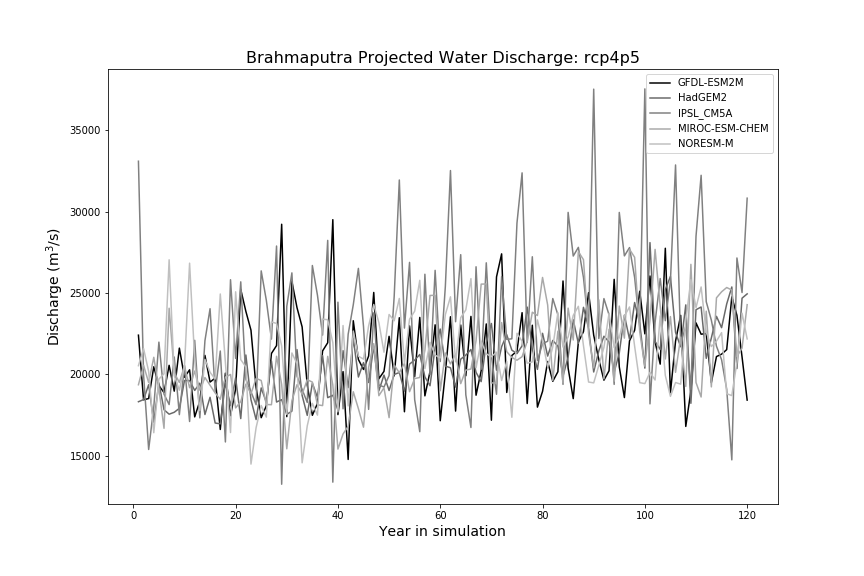 Brahmaputra Projected Water Discharge: rcp4p5
GFDL-ESM2M
HadGEM2
IPSL_CM5A
MIROC-ESM-CHEM
NORESM-M
35000
30000
25000
20000
15000
Discharge (m³/s)
0 20 40 60 80 100 120
Year in simulation